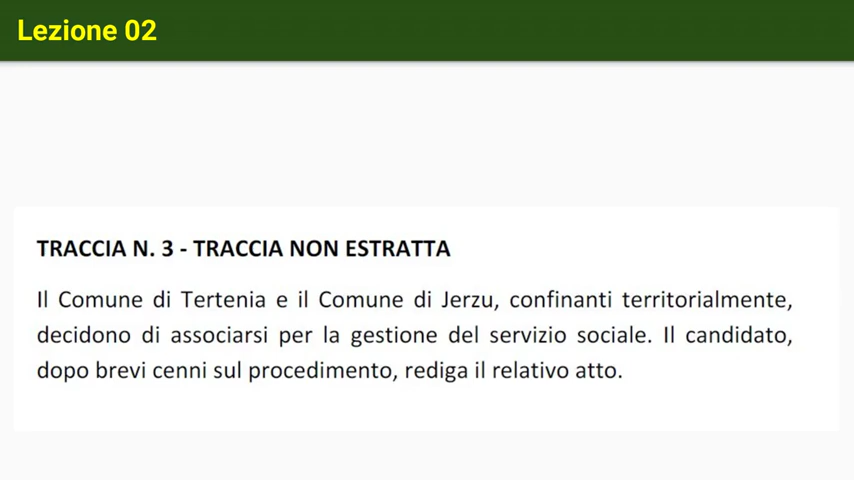 Lezione 02
TRACCIA N. 3 - TRACCIA NON ESTRATTA
Il Comune di Tertenia e il Comune di Jerzu, confinanti territorialmente,
decidono di associarsi per la gestione del servizio sociale. Il candidato,
dopo brevi cenni sul procedimento, rediga il relativo atto.